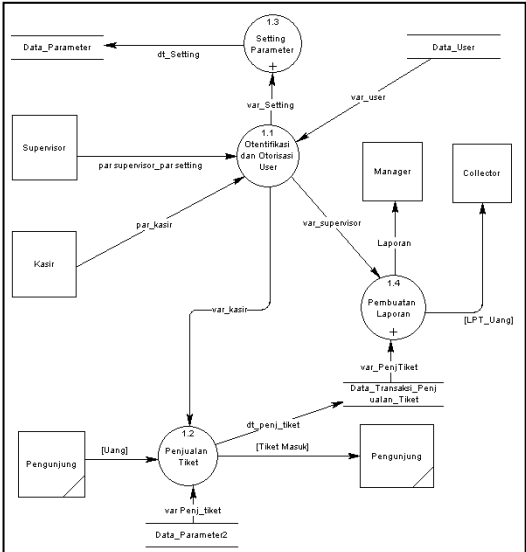 1.3
Setting
Parameter
+
Data_Parameter
dt_Setting
Data_User
var_Setting
var_user
1.1
Otentifikasi
dan Otorisasi
User
Supervisor
par supervisor_par setting
Manager
Collector
par_kasir
var_supervisor
Laporan
Kasir
1.4
Pembuatan
Laporan
+
var_kasir
[LPT_Uang]
var_PenjTiket
Data_Transaksi_Penj
ualan_Tiket
dt_penj_tiket
1.2
Penjualan
Tiket
[Uang]
[Tiket Masuk]
Pengunjung
Pengunjung
var Penj_tiket
Data_Parameter2